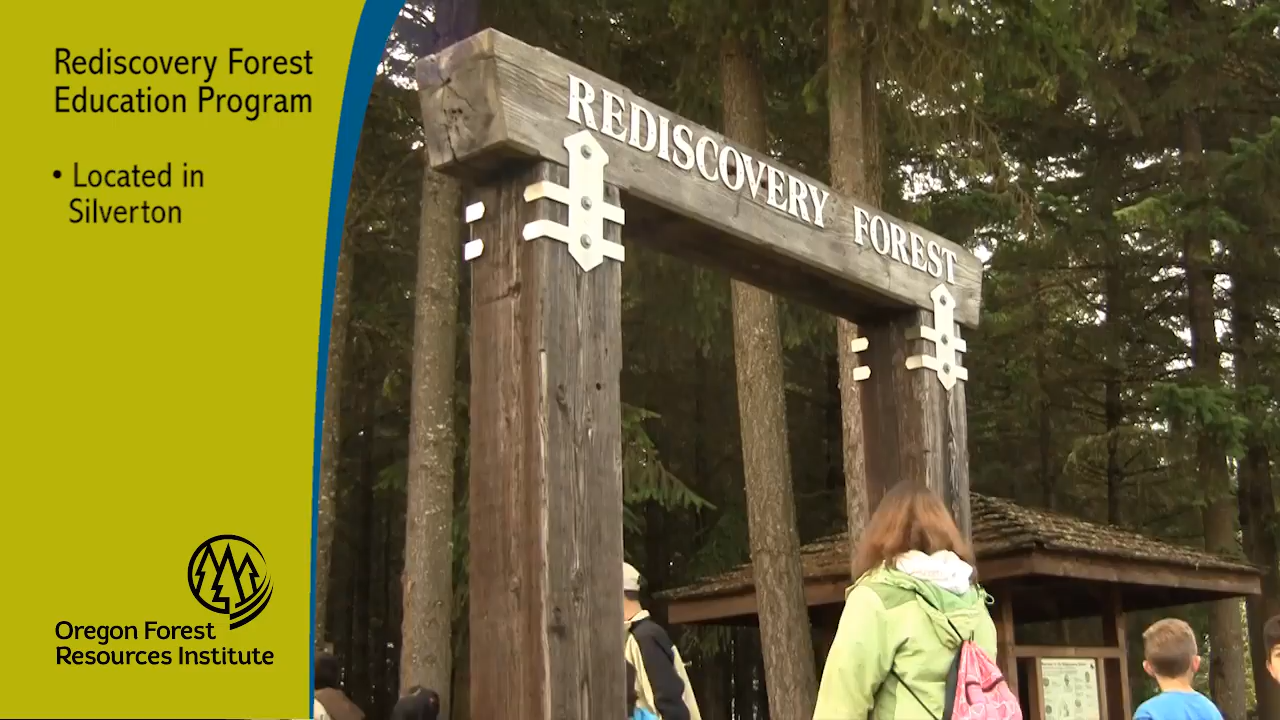 Rediscovery Forest
Education Program
• Located in
Silverton
REDISCOVERY FOREST
Oregon Forest
Resources Institute